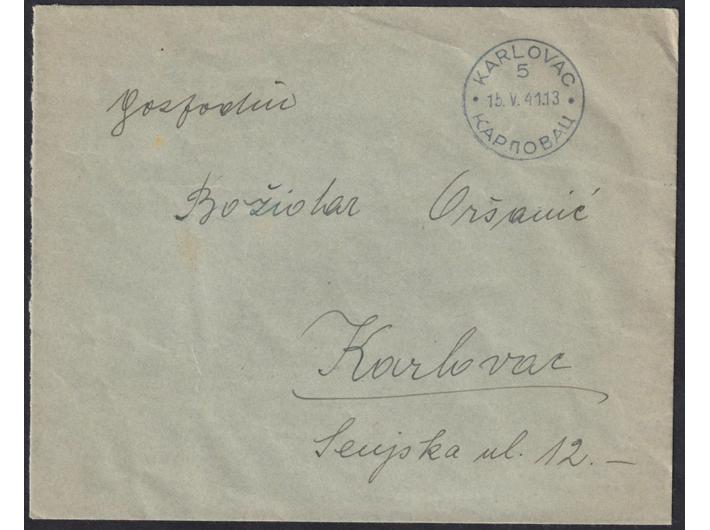 KARLOVAC
5
15. V. 41.13
КАРЛОВАЦ
Gospodin
Božidar Oršanić
Karlovac
Senjska ul. 12.–